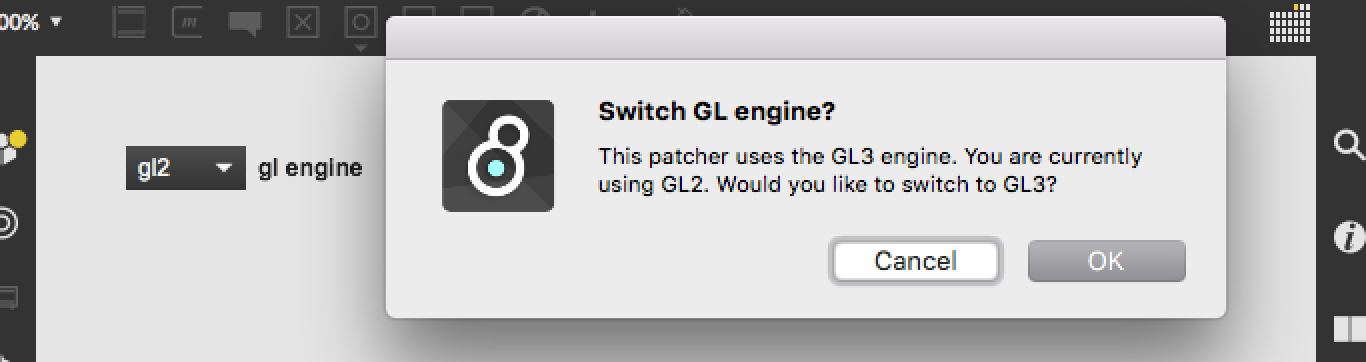 00%
m
Switch GL engine?
This patcher uses the GL3 engine. You are currently
using GL2. Would you like to switch to GL3?
gl2 gl engine
Cancel OK